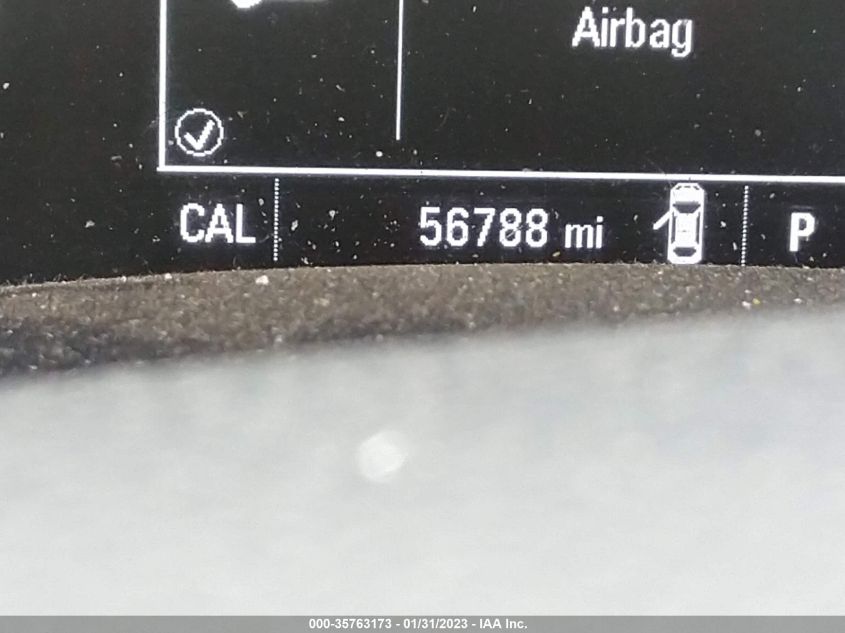 Airbag
CAL 56788 mi P
000-35763173 - 01/31/2023 - IAA Inc.